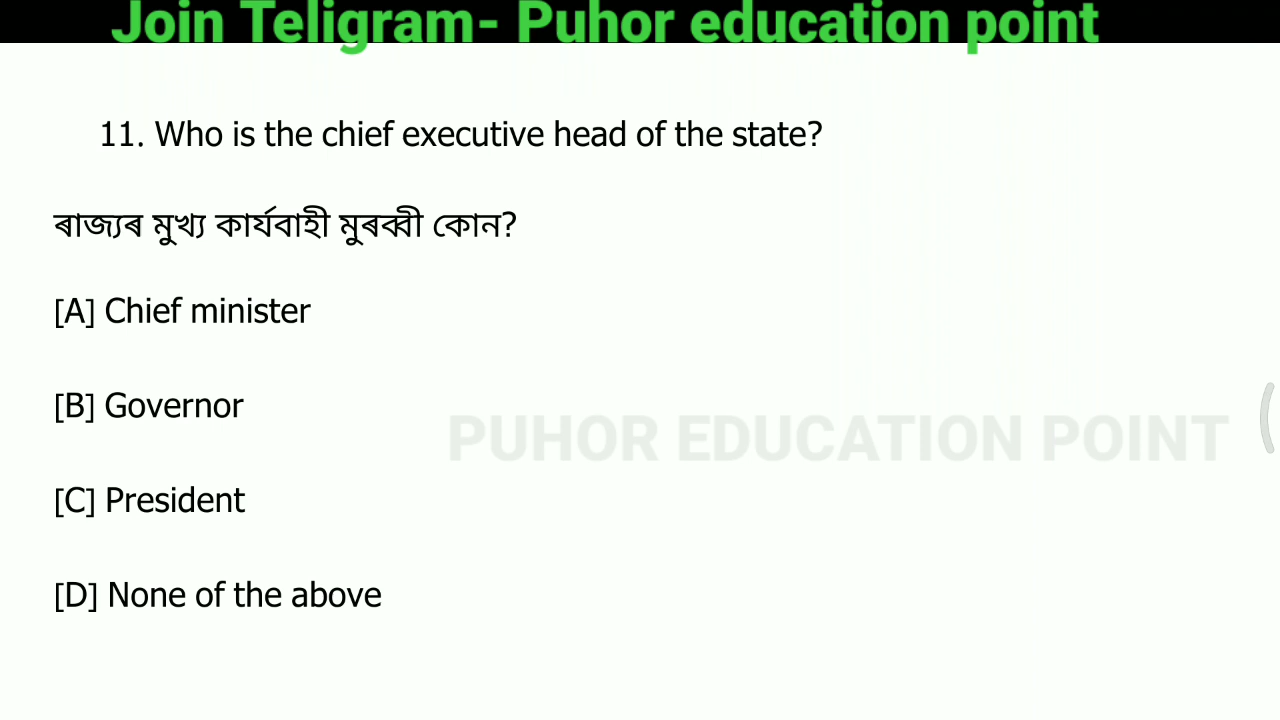 Join Teligram- Puhor education point
11. Who is the chief executive head of the state?
ৰাজ্যৰ মুখ্য কাৰ্যবাহী মুৰব্বী কোন?
[A] Chief minister
[B] Governor
PUHOR EDUCATION POINT
[C] President
[D] None of the above